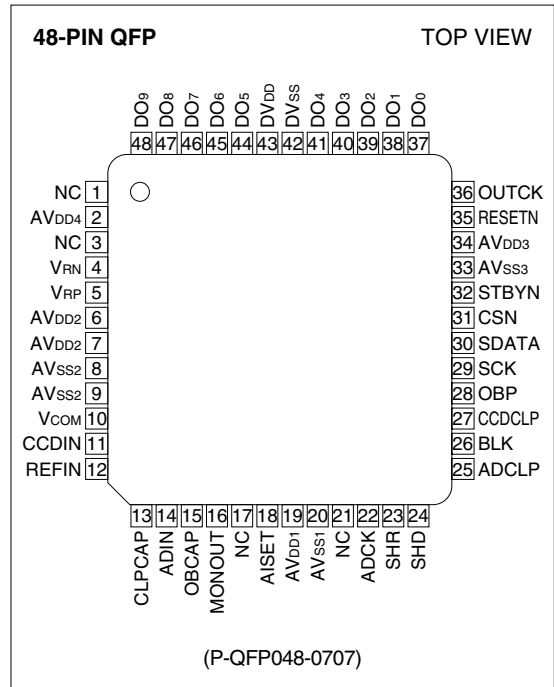 48-PIN QFP TOP VIEW
DO9 DO8 DO7 DO6 DO5 DVDD DVSS DO4 DO3 DO2 DO1 DO0
48 47 46 45 44 43 42 41 40 39 38 37
NC 1
AVDD4 2
NC 3
VRN 4
VRP 5
AVDD2 6
AVDD2 7
AVSS2 8
AVSS2 9
VCOM 10
CCDIN 11
REFIN 12
36 OUTCK
35 RESETN
34 AVDD3
33 AVSS3
32 STBYN
31 CSN
30 SDATA
29 SCK
28 OBP
27 CCDCLP
26 BLK
25 ADCLP
13 14 15 16 17 18 19 20 21 22 23 24
CLPCAP ADIN OBCAP MONOUT NC AISET AVDD1 AVSS1 NC ADCK SHR SHD
(P-QFP048-0707)